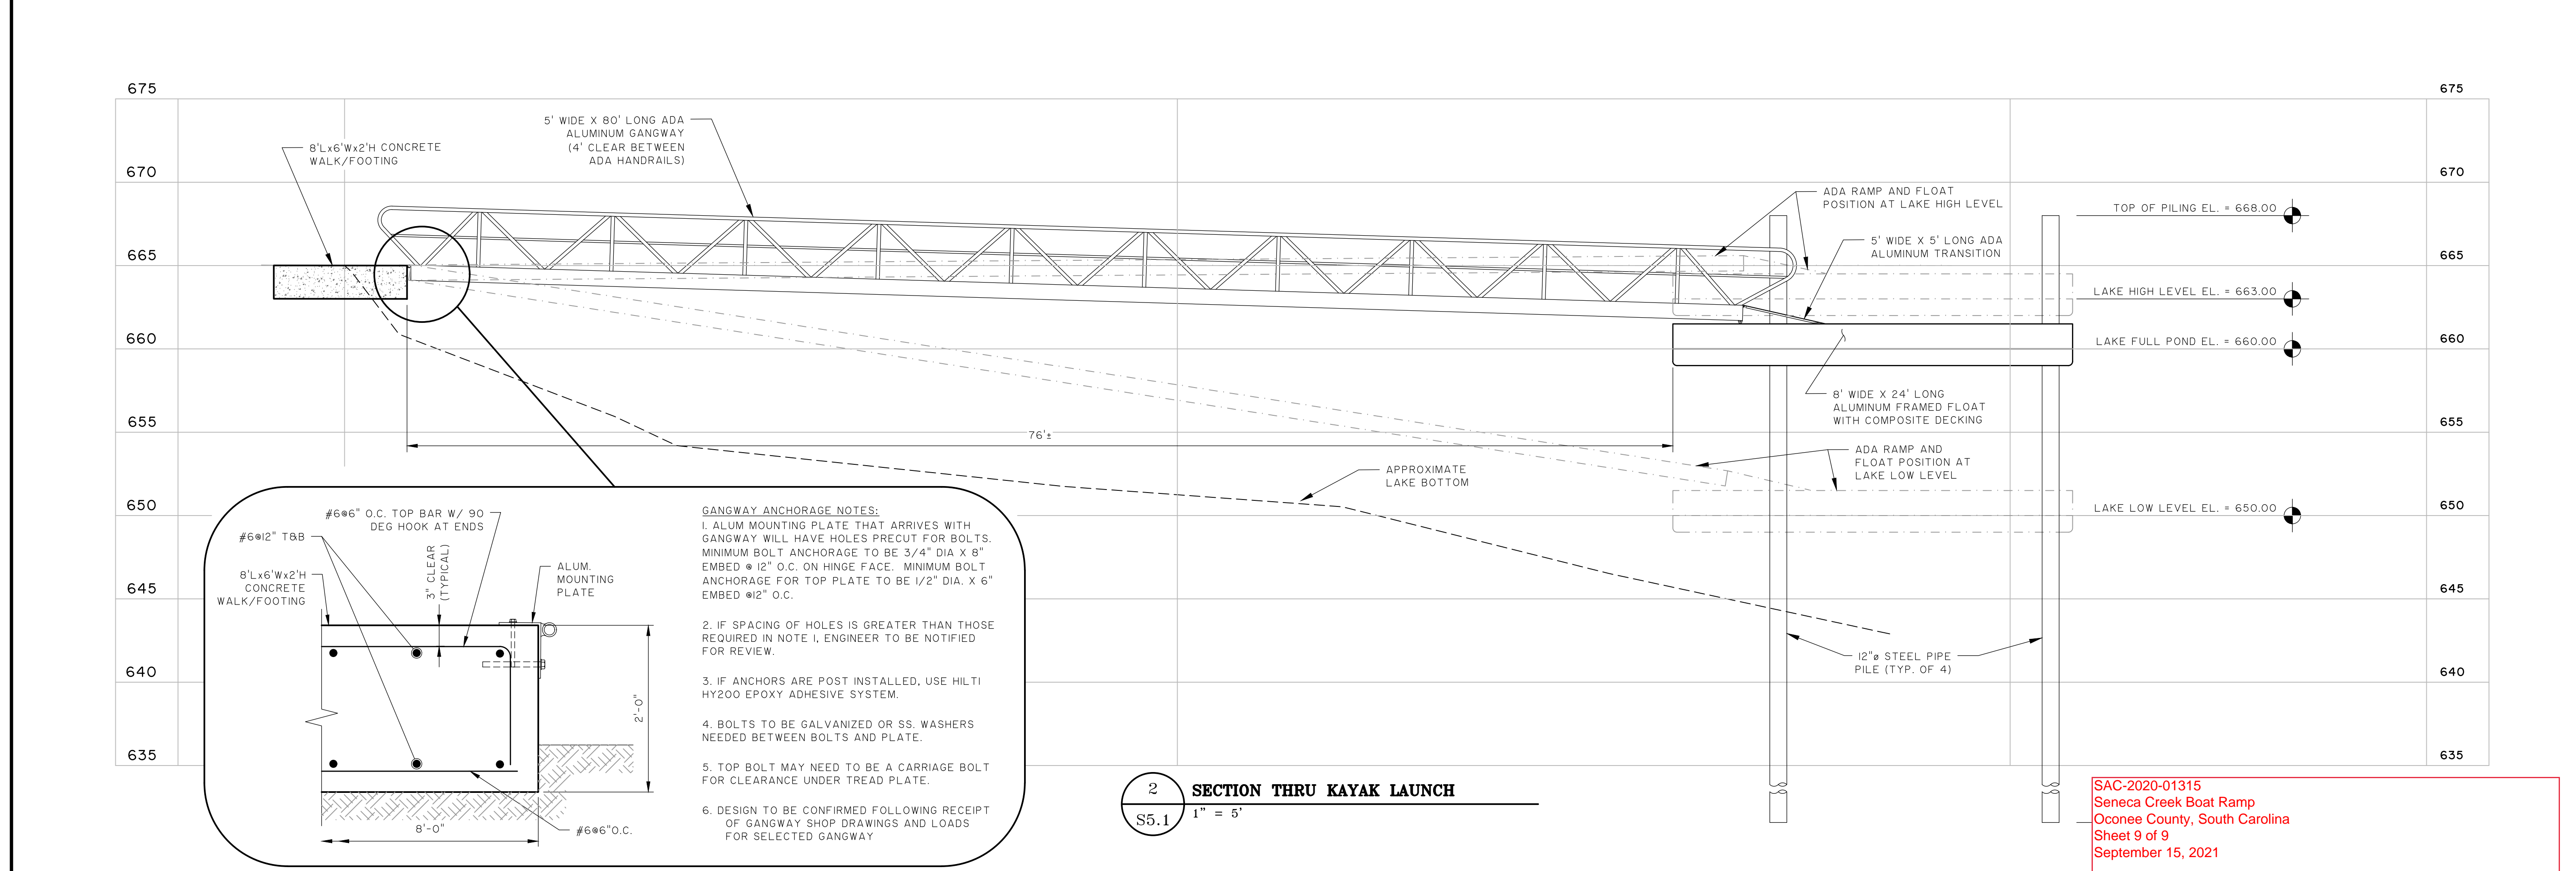 675
670
665
660
655
650
645
640
635
8'Lx6'Wx2'H CONCRETE
WALK/FOOTING
5' WIDE X 80' LONG ADA
ALUMINUM GANGWAY
(4' CLEAR BETWEEN
ADA HANDRAILS)
ADA RAMP AND FLOAT
POSITION AT LAKE HIGH LEVEL
5' WIDE X 5' LONG ADA
ALUMINUM TRANSITION
TOP OF PILING EL. = 668.00
LAKE HIGH LEVEL EL. = 663.00
LAKE FULL POND EL. = 660.00
8' WIDE X 24' LONG
ALUMINUM FRAMED FLOAT
WITH COMPOSITE DECKING
76'±
APPROXIMATE
LAKE BOTTOM
ADA RAMP AND
FLOAT POSITION AT
LAKE LOW LEVEL
LAKE LOW LEVEL EL. = 650.00
12"ø STEEL PIPE
PILE (TYP. OF 4)
675
670
665
660
655
650
645
640
635
#6@6" O.C. TOP BAR W/ 90
DEG HOOK AT ENDS
#6@12" T&B
8'Lx6'Wx2'H
CONCRETE
WALK/FOOTING
3" CLEAR
(TYPICAL)
ALUM.
MOUNTING
PLATE
2'-0"
8'-0"
#6@6"O.C.
GANGWAY ANCHORAGE NOTES:
1. ALUM MOUNTING PLATE THAT ARRIVES WITH
GANGWAY WILL HAVE HOLES PRECUT FOR BOLTS.
MINIMUM BOLT ANCHORAGE TO BE 3/4" DIA X 8"
EMBED @ 12" O.C. ON HINGE FACE. MINIMUM BOLT
ANCHORAGE FOR TOP PLATE TO BE 1/2" DIA. X 6"
EMBED @12" O.C.
2. IF SPACING OF HOLES IS GREATER THAN THOSE
REQUIRED IN NOTE 1, ENGINEER TO BE NOTIFIED
FOR REVIEW.
3. IF ANCHORS ARE POST INSTALLED, USE HILTI
HY200 EPOXY ADHESIVE SYSTEM.
4. BOLTS TO BE GALVANIZED OR SS. WASHERS
NEEDED BETWEEN BOLTS AND PLATE.
5. TOP BOLT MAY NEED TO BE A CARRIAGE BOLT
FOR CLEARANCE UNDER TREAD PLATE.
6. DESIGN TO BE CONFIRMED FOLLOWING RECEIPT
OF GANGWAY SHOP DRAWINGS AND LOADS
FOR SELECTED GANGWAY
2
S5.1
SECTION THRU KAYAK LAUNCH
1" = 5'
SAC-2020-01315
Seneca Creek Boat Ramp
Oconee County, South Carolina
Sheet 9 of 9
September 15, 2021